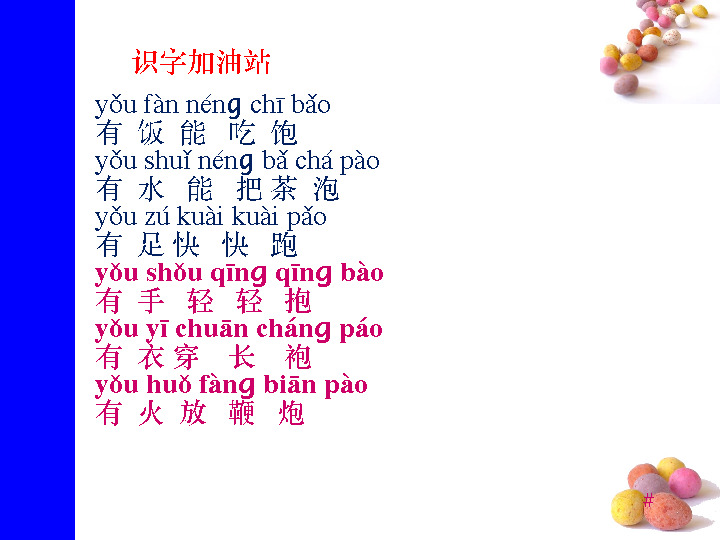 识字加油站
yǒu fàn néng chī bǎo
有 饭 能 吃 饱
yǒu shuǐ néng bǎ chá pào
有 水 能 把 茶 泡
yǒu zú kuài kuài pǎo
有 足 快 快 跑
yǒu shǒu qīng qīng bào
有 手 轻 轻 抱
yǒu yī chuān cháng páo
有 衣 穿 长 袍
yǒu huǒ fàng biān pào
有 火 放 鞭 炮
#